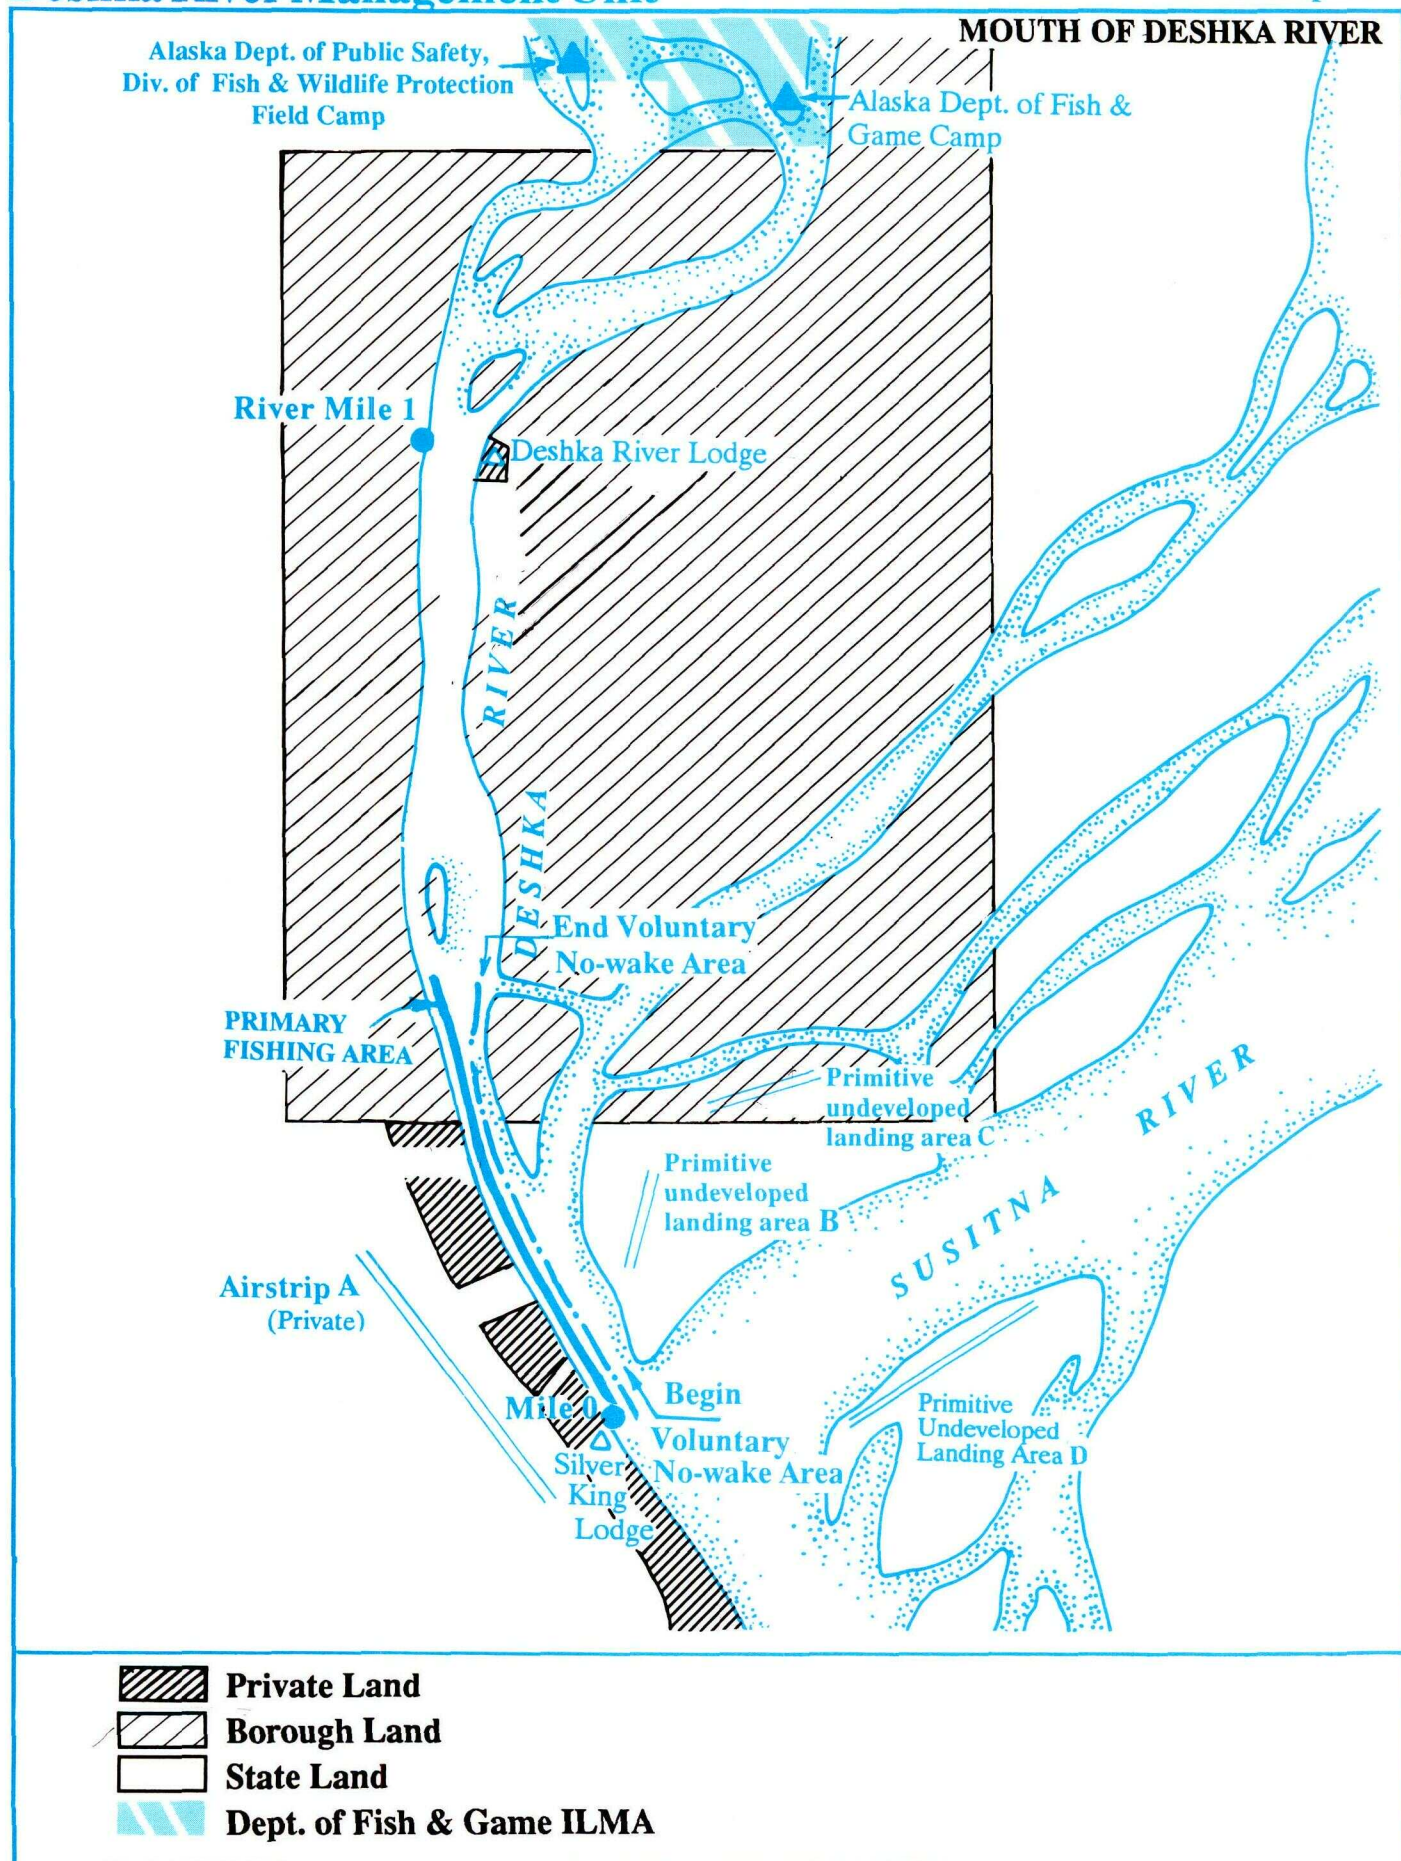 MOUTH OF DESHKA RIVER
Alaska Dept. of Public Safety,
Div. of Fish & Wildlife Protection
Field Camp
Alaska Dept. of Fish &
Game Camp
River Mile 1
Deshka River Lodge
DESHKA RIVER
End Voluntary
No-wake Area
PRIMARY
FISHING AREA
Primitive
undeveloped
landing area C
Primitive
undeveloped
landing area B
SUSITNA RIVER
Airstrip A
(Private)
Begin
Voluntary
No-wake Area
Mile 0
Silver
King
Lodge
Primitive
Undeveloped
Landing Area D
Private Land
Borough Land
State Land
Dept. of Fish & Game ILMA